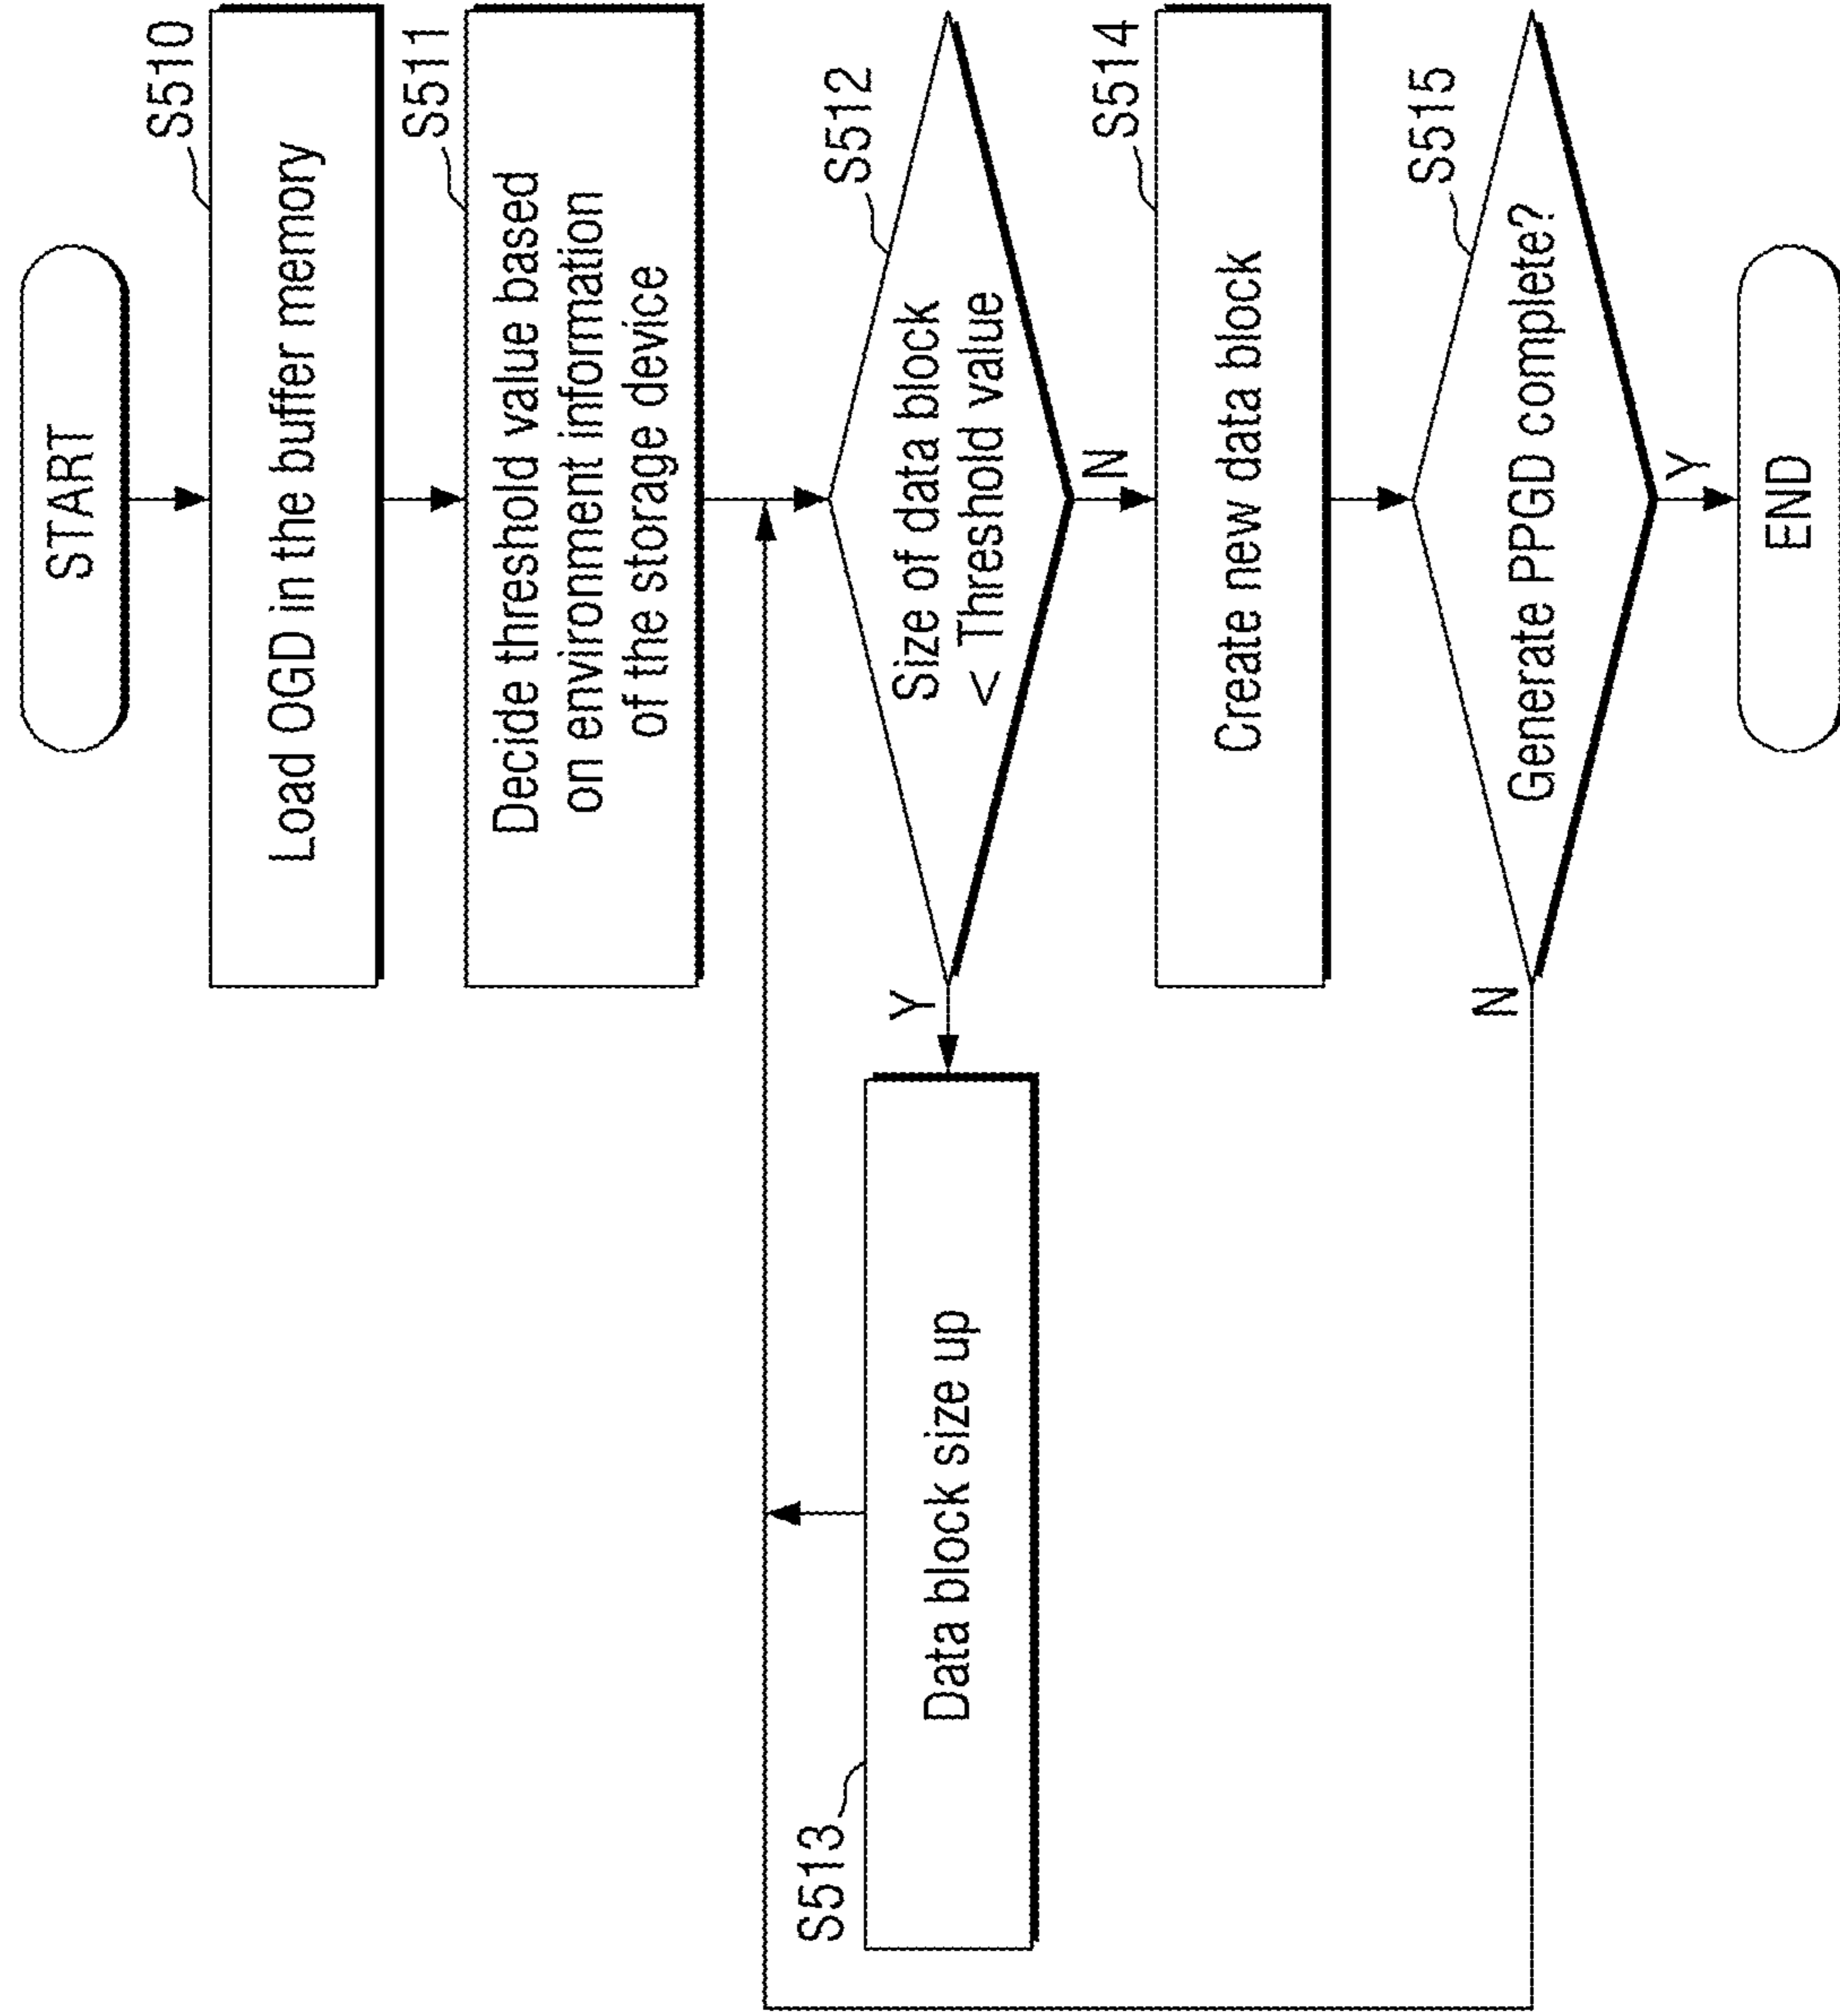 START
S510
Load OGD in the buffer memory
S511
Decide threshold value based
on environment information
of the storage device
S512
Size of data block
< Threshold value
Y
N
S513
Data block size up
S514
Create new data block
S515
Generate PPGD complete?
N
Y
END